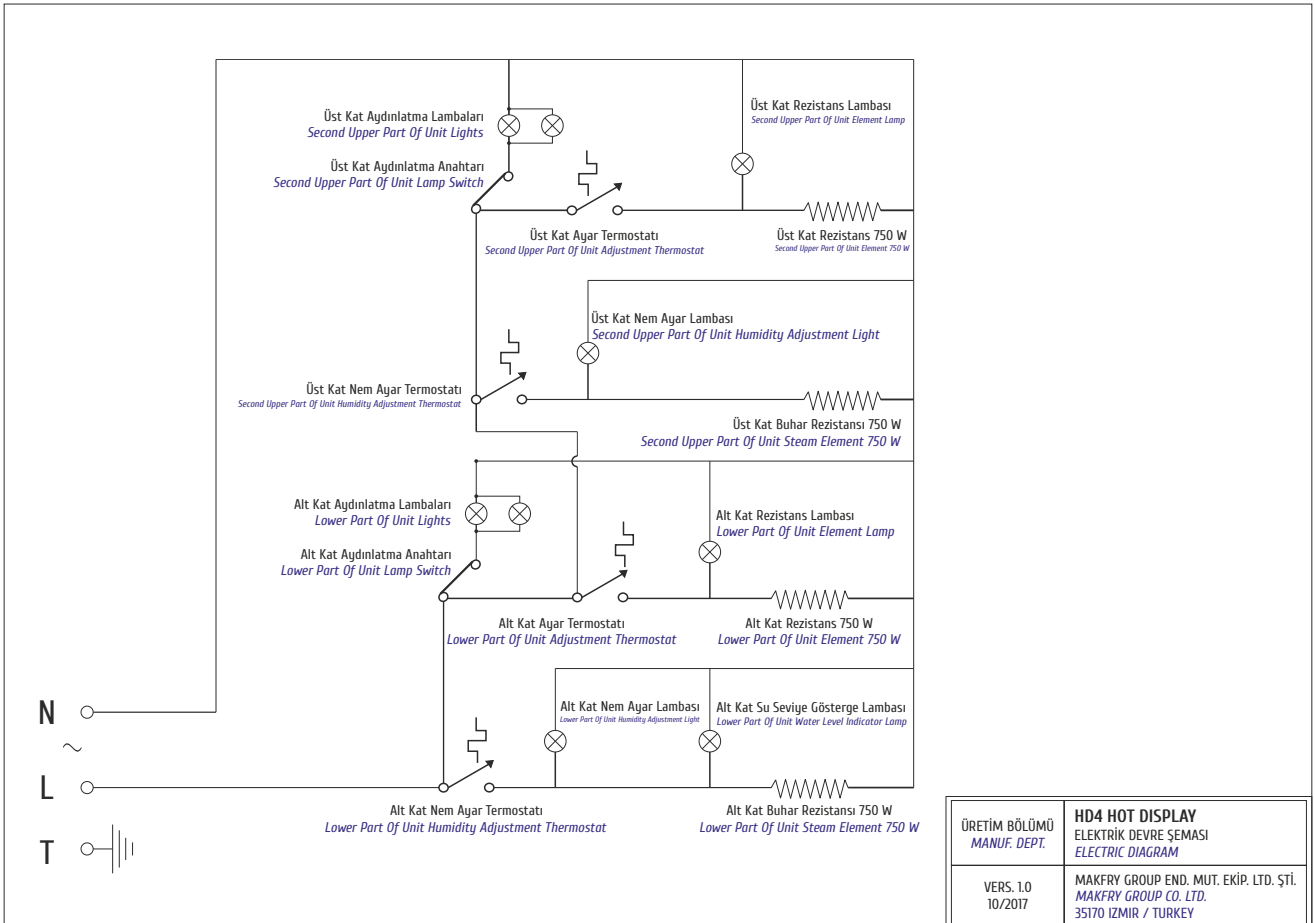 Üst Kat Aydınlatma Lambaları
Second Upper Part Of Unit Lights
Üst Kat Rezistans Lambası
Second Upper Part Of Unit Element Lamp
Üst Kat Aydınlatma Anahtarı
Second Upper Part Of Unit Lamp Switch
Üst Kat Ayar Termostatı
Second Upper Part Of Unit Adjustment Thermostat
Üst Kat Rezistans 750 W
Second Upper Part Of Unit Element 750 W
Üst Kat Nem Ayar Lambası
Second Upper Part Of Unit Humidity Adjustment Light
Üst Kat Nem Ayar Termostatı
Second Upper Part Of Unit Humidity Adjustment Thermostat
Üst Kat Buhar Rezistansı 750 W
Second Upper Part Of Unit Steam Element 750 W
Alt Kat Aydınlatma Lambaları
Lower Part Of Unit Lights
Alt Kat Rezistans Lambası
Lower Part Of Unit Element Lamp
Alt Kat Aydınlatma Anahtarı
Lower Part Of Unit Lamp Switch
Alt Kat Ayar Termostatı
Lower Part Of Unit Adjustment Thermostat
Alt Kat Rezistans 750 W
Lower Part Of Unit Element 750 W
Alt Kat Nem Ayar Lambası
Lower Part Of Unit Humidity Adjustment Light
Alt Kat Su Seviye Gösterge Lambası
Lower Part Of Unit Water Level Indicator Lamp
N
~
L
T
Alt Kat Nem Ayar Termostatı
Lower Part Of Unit Humidity Adjustment Thermostat
Alt Kat Buhar Rezistansı 750 W
Lower Part Of Unit Steam Element 750 W
ÜRETİM BÖLÜMÜ
MANUF. DEPT.
HD4 HOT DISPLAY
ELEKTRİK DEVRE ŞEMASI
ELECTRIC DIAGRAM
VERS. 1.0
10/2017
MAKFRY GROUP END. MUT. EKİP. LTD. ŞTİ.
MAKFRY GROUP CO. LTD.
35170 IZMIR / TURKEY